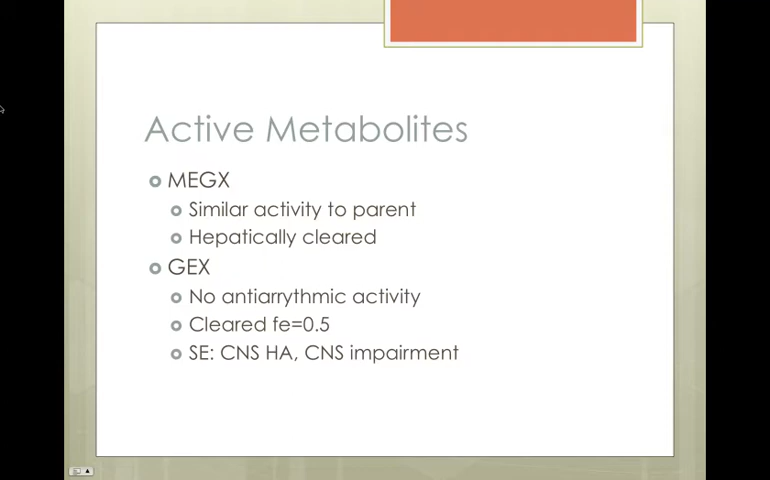 Active Metabolites
MEGX
Similar activity to parent
Hepatically cleared
GEX
No antiarrythmic activity
Cleared fe=0.5
SE: CNS HA, CNS impairment